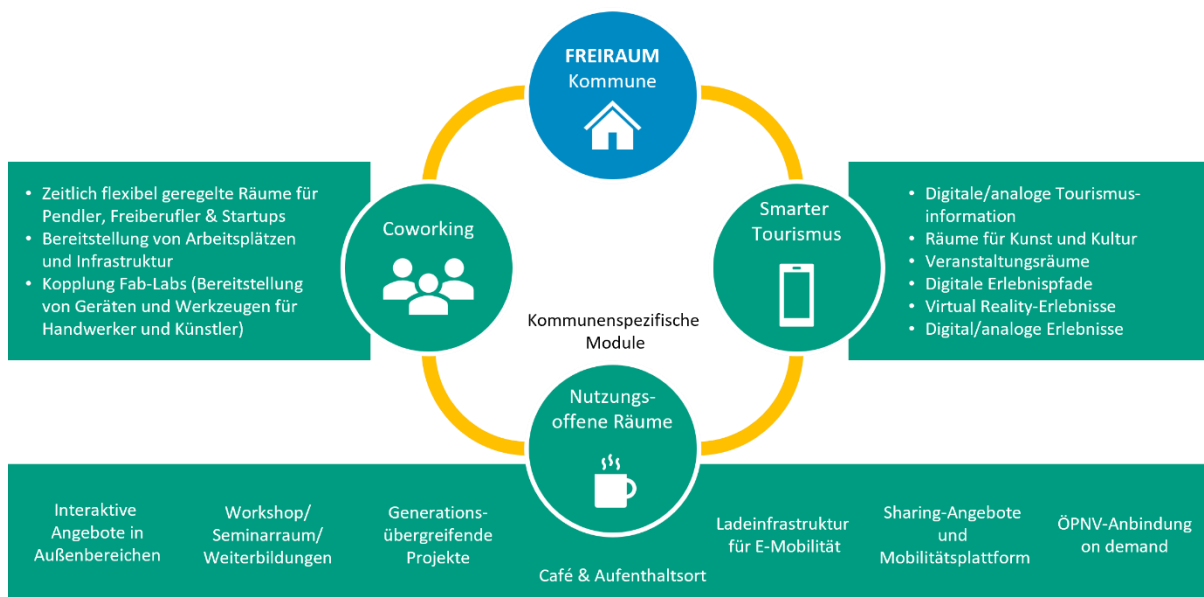 FREIRAUM
Kommune
• Zeitlich flexibel geregelte Räume für
Pendler, Freiberufler & Startups
• Bereitstellung von Arbeitsplätzen
und Infrastruktur
• Kopplung Fab-Labs (Bereitstellung
von Geräten und Werkzeugen für
Handwerker und Künstler)
Coworking
Smarter
Tourismus
• Digitale/analoge Tourismus-
information
• Räume für Kunst und Kultur
• Veranstaltungsräume
• Digitale Erlebnispfade
• Virtual Reality-Erlebnisse
• Digital/analoge Erlebnisse
Kommunenspezifische
Module
Nutzungs-
offene Räume
Interaktive
Angebote in
Außenbereichen
Workshop/
Seminarraum/
Weiterbildungen
Generations-
übergreifende
Projekte
Café & Aufenthaltsort
Ladeinfrastruktur
für E-Mobilität
Sharing-Angebote
und
Mobilitätsplattform
ÖPNV-Anbindung
on demand